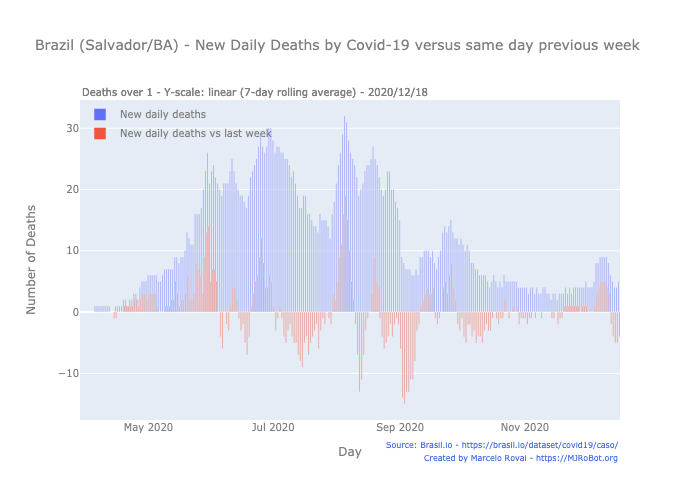 Brazil (Salvador/BA) - New Daily Deaths by Covid-19 versus same day previous week
Deaths over 1 - Y-scale: linear (7-day rolling average) - 2020/12/18
New daily deaths
New daily deaths vs last week
30
20
10
0
−10
Number of Deaths
May 2020
Jul 2020
Sep 2020
Nov 2020
Day
Source: Brasil.io - https://brasil.io/dataset/covid19/caso/
Created by Marcelo Rovai - https://MJRoBot.org